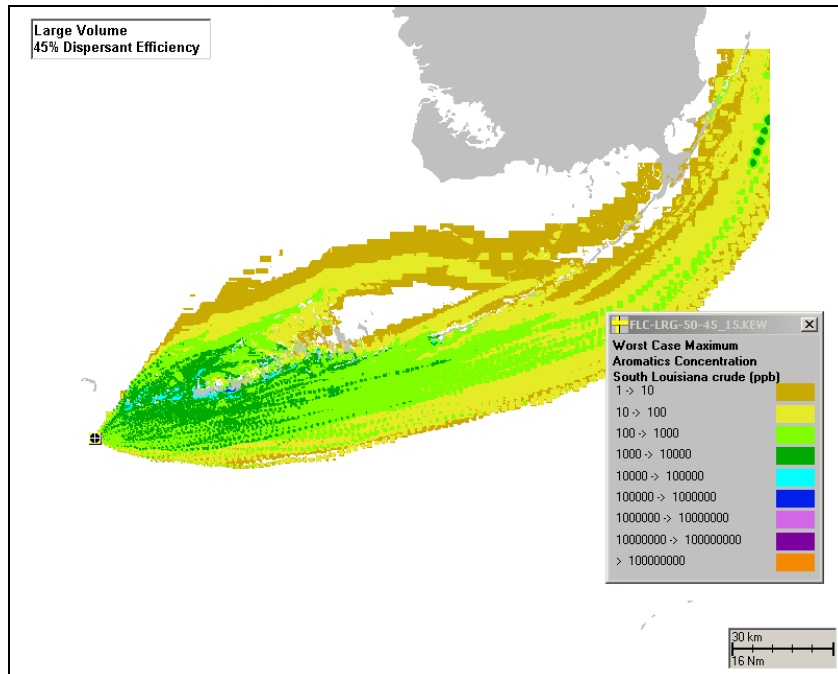 Large Volume
45% Dispersant Efficiency
FLC-LRG-50-45_15.KEW
Worst Case Maximum
Aromatics Concentration
South Louisiana crude (ppb)
1 -> 10
10 -> 100
100 -> 1000
1000 -> 10000
10000 -> 100000
100000 -> 1000000
1000000 -> 10000000
10000000 -> 100000000
> 100000000
30 km
16 Nm